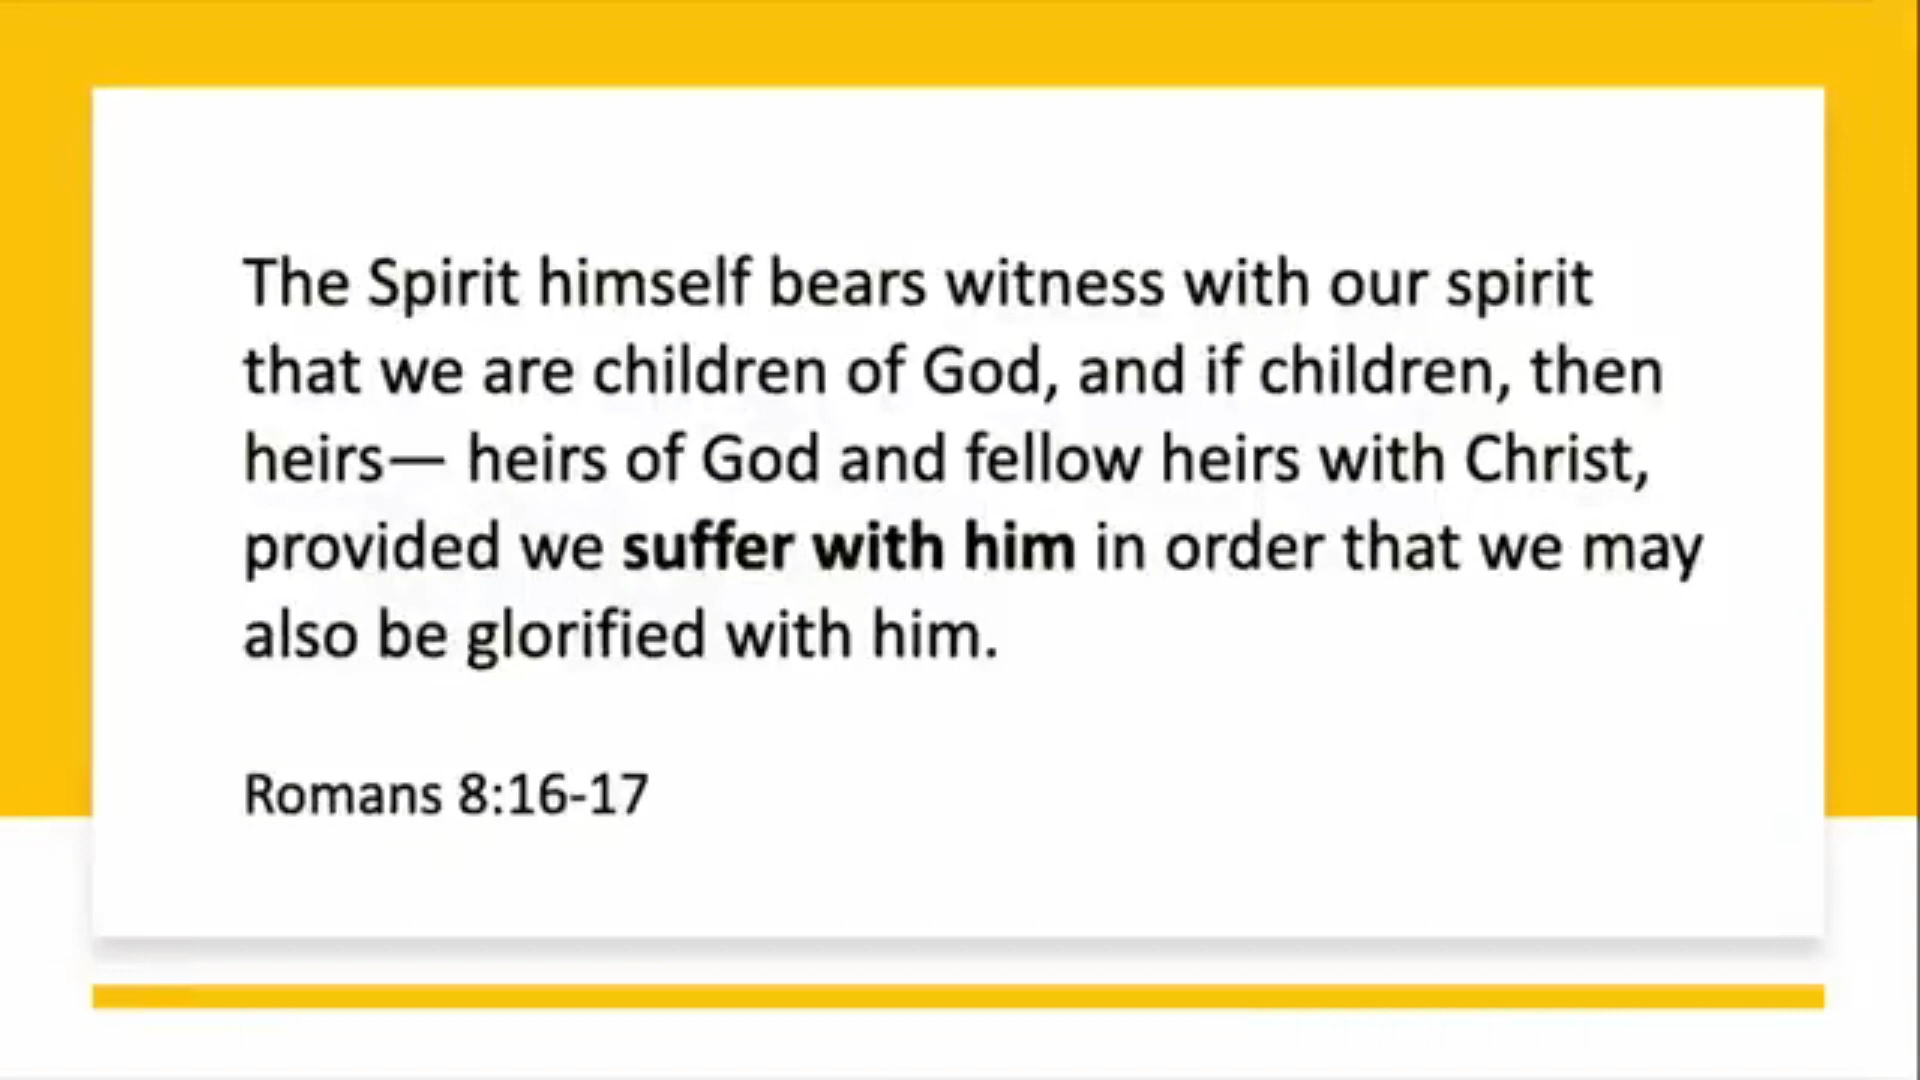 The Spirit himself bears witness with our spirit
that we are children of God, and if children, then
heirs— heirs of God and fellow heirs with Christ,
provided we suffer with him in order that we may
also be glorified with him.
Romans 8:16-17